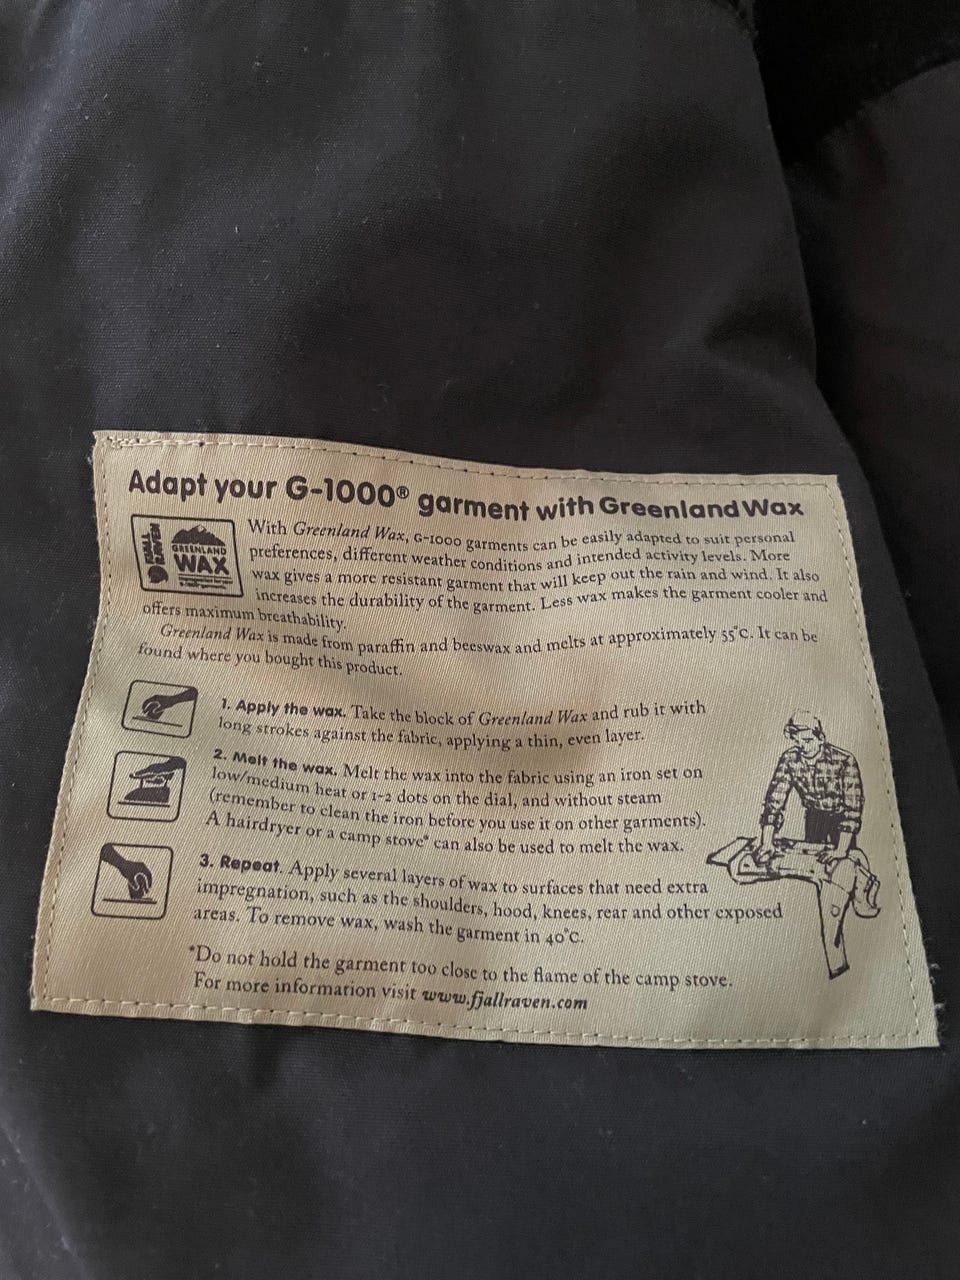 Adapt your G-1000® garment with Greenland Wax
FJÄLL
RÄVEN
GREENLAND
WAX
With Greenland Wax, G-1000 garments can be easily adapted to suit personal
preferences, different weather conditions and intended activity levels. More
wax gives a more resistant garment that will keep out the rain and wind. It also
increases the durability of the garment. Less wax makes the garment cooler and
offers maximum breathability.
Greenland Wax is made from paraffin and beeswax and melts at approximately 55°C. It can be
found where you bought this product.
1. Apply the wax. Take the block of Greenland Wax and rub it with
long strokes against the fabric, applying a thin, even layer.
2. Melt the wax. Melt the wax into the fabric using an iron set on
low/medium heat or 1-2 dots on the dial, and without steam
(remember to clean the iron before you use it on other garments).
A hairdryer or a camp stove* can also be used to melt the wax.
3. Repeat. Apply several layers of wax to surfaces that need extra
impregnation, such as the shoulders, hood, knees, rear and other exposed
areas. To remove wax, wash the garment in 40°C.
*Do not hold the garment too close to the flame of the camp stove.
For more information visit www.fjallraven.com